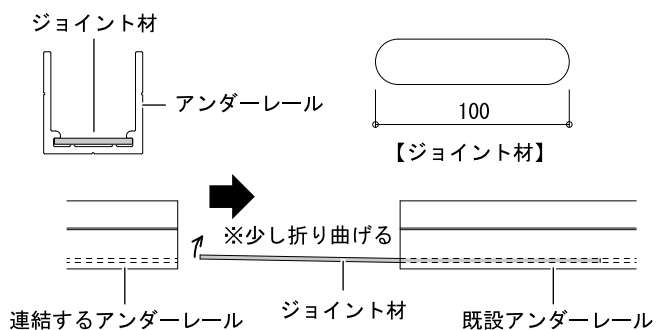 ジョイント材
アンダーレール
100
【ジョイント材】
※少し折り曲げる
連結するアンダーレール
ジョイント材
既設アンダーレール